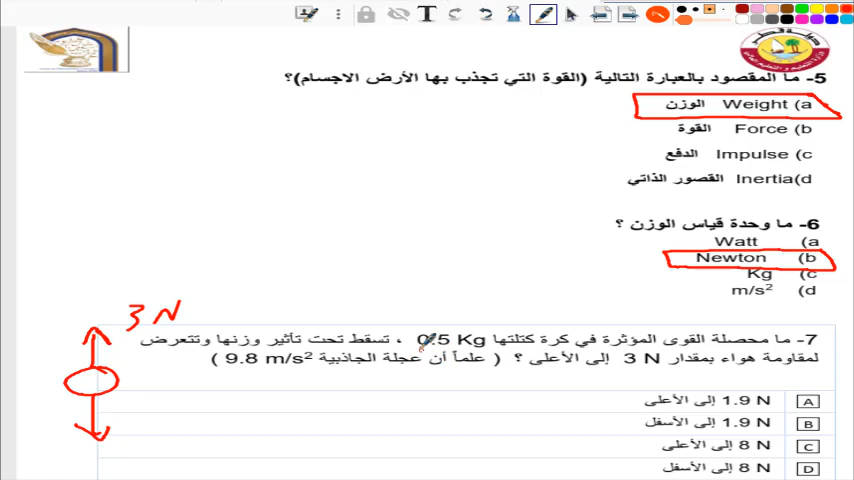 5- ما المقصود بالعبارة التالية (القوة التي تجذب بها الأرض الاجسام)؟
a) Weight الوزن
b) Force القوة
c) Impulse الدفع
d) Inertia القصور الذاتي
6- ما وحدة قياس الوزن ؟
a) Watt
b) Newton
c) Kg
d) m/s²
3 N
7- ما محصلة القوى المؤثرة في كرة كتلتها 0.5 Kg ، تسقط تحت تأثير وزنها وتتعرض
لمقاومة هواء بمقدار 3 N إلى الأعلى ؟ ( علماً أن عجلة الجاذبية 9.8 m/s² )
A 1.9 N إلى الأعلى
B 1.9 N إلى الأسفل
C 8 N إلى الأعلى
D 8 N إلى الأسفل